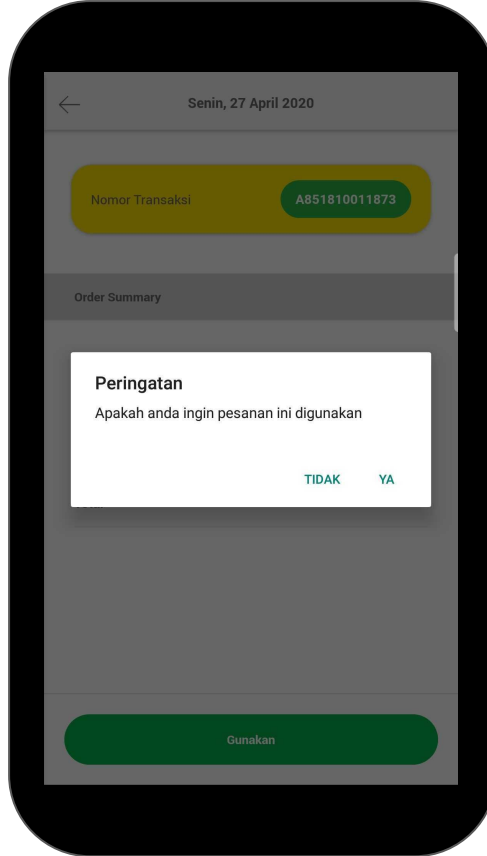 Senin, 27 April 2020
Nomor Transaksi
A851810011873
Order Summary
Peringatan
Apakah anda ingin pesanan ini digunakan
TIDAK YA
Gunakan